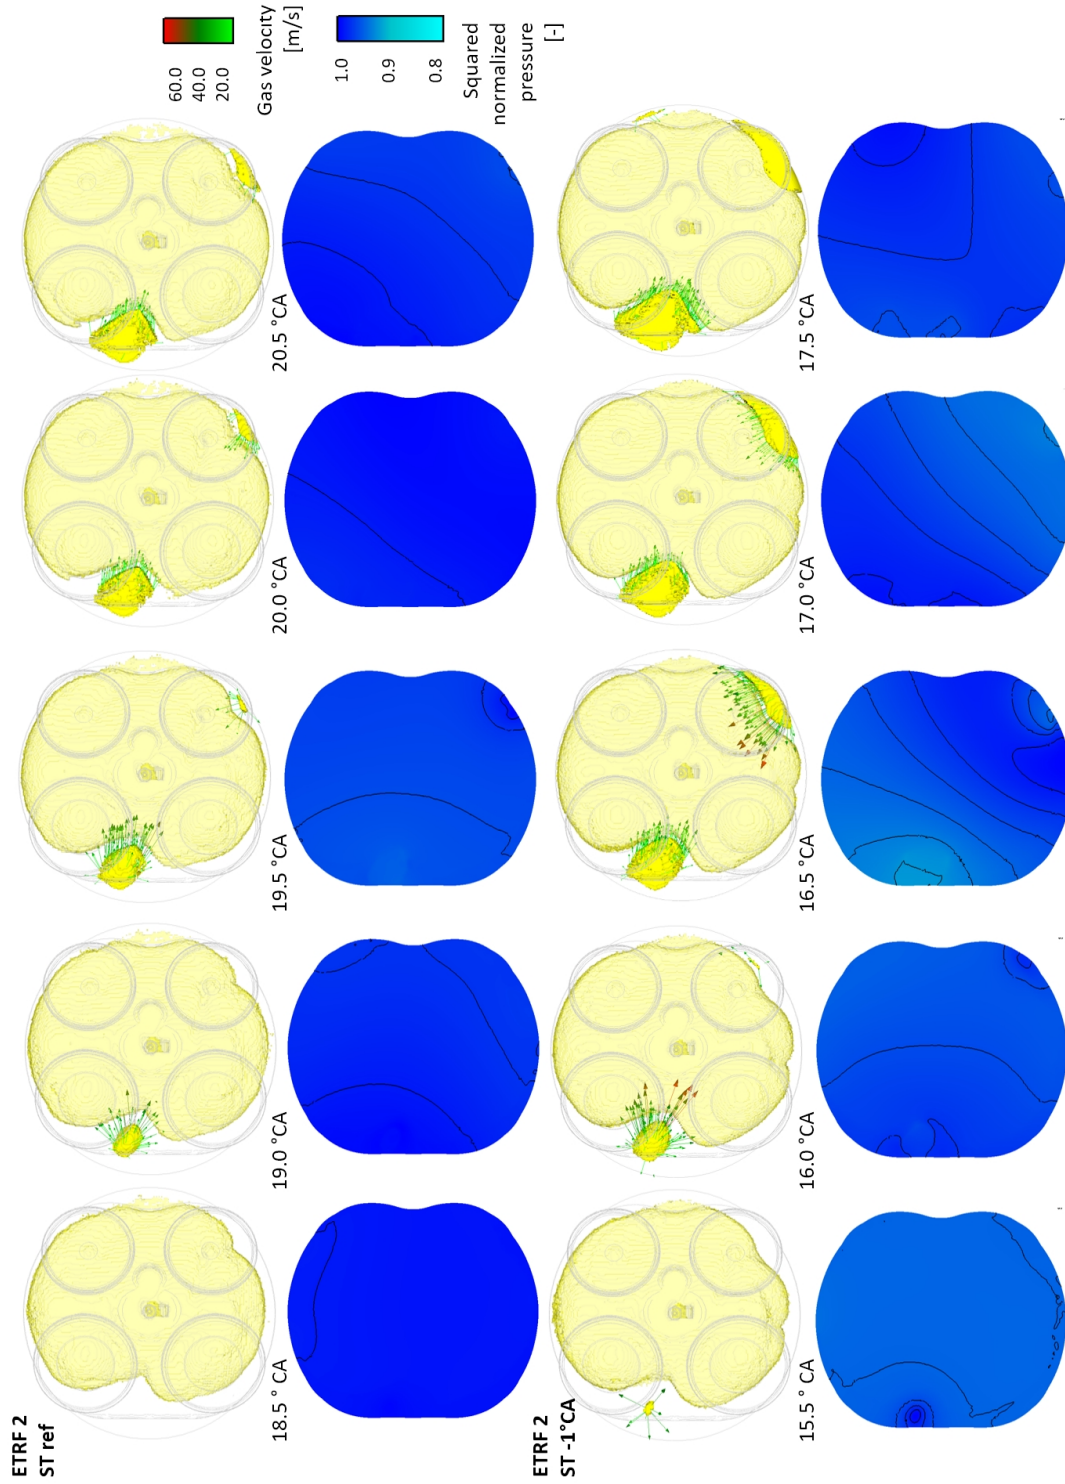 ETRF 2
ST ref
18.5 ° CA
19.0 °CA
19.5 °CA
20.0 °CA
20.5 °CA
60.0
40.0
20.0
Gas velocity
[m/s]
1.0
0.9
0.8
Squared
normalized
pressure
[-]
ETRF 2
ST -1°CA
15.5 ° CA
16.0 °CA
16.5 °CA
17.0 °CA
17.5 °CA